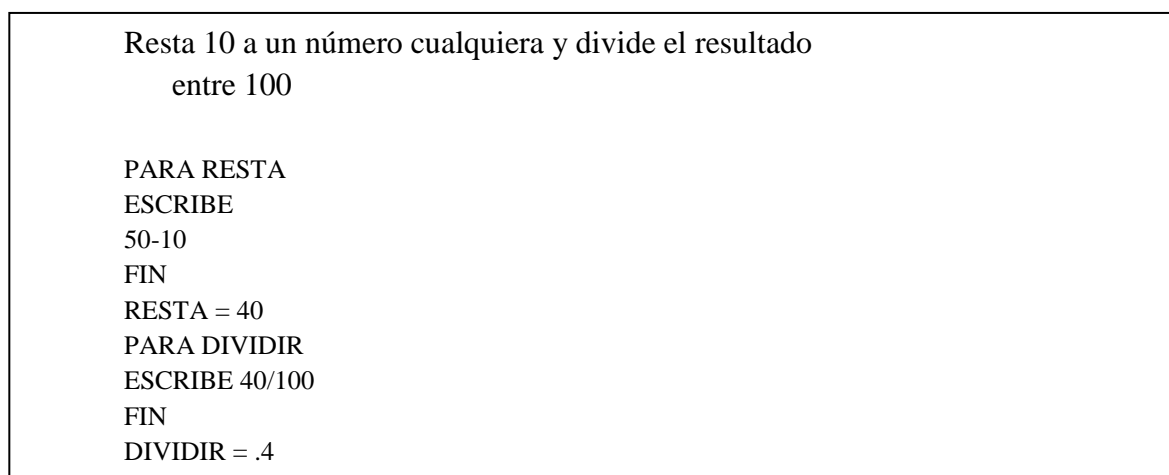 Resta 10 a un número cualquiera y divide el resultado
entre 100
PARA RESTA
ESCRIBE
50-10
FIN
RESTA = 40
PARA DIVIDIR
ESCRIBE 40/100
FIN
DIVIDIR = .4